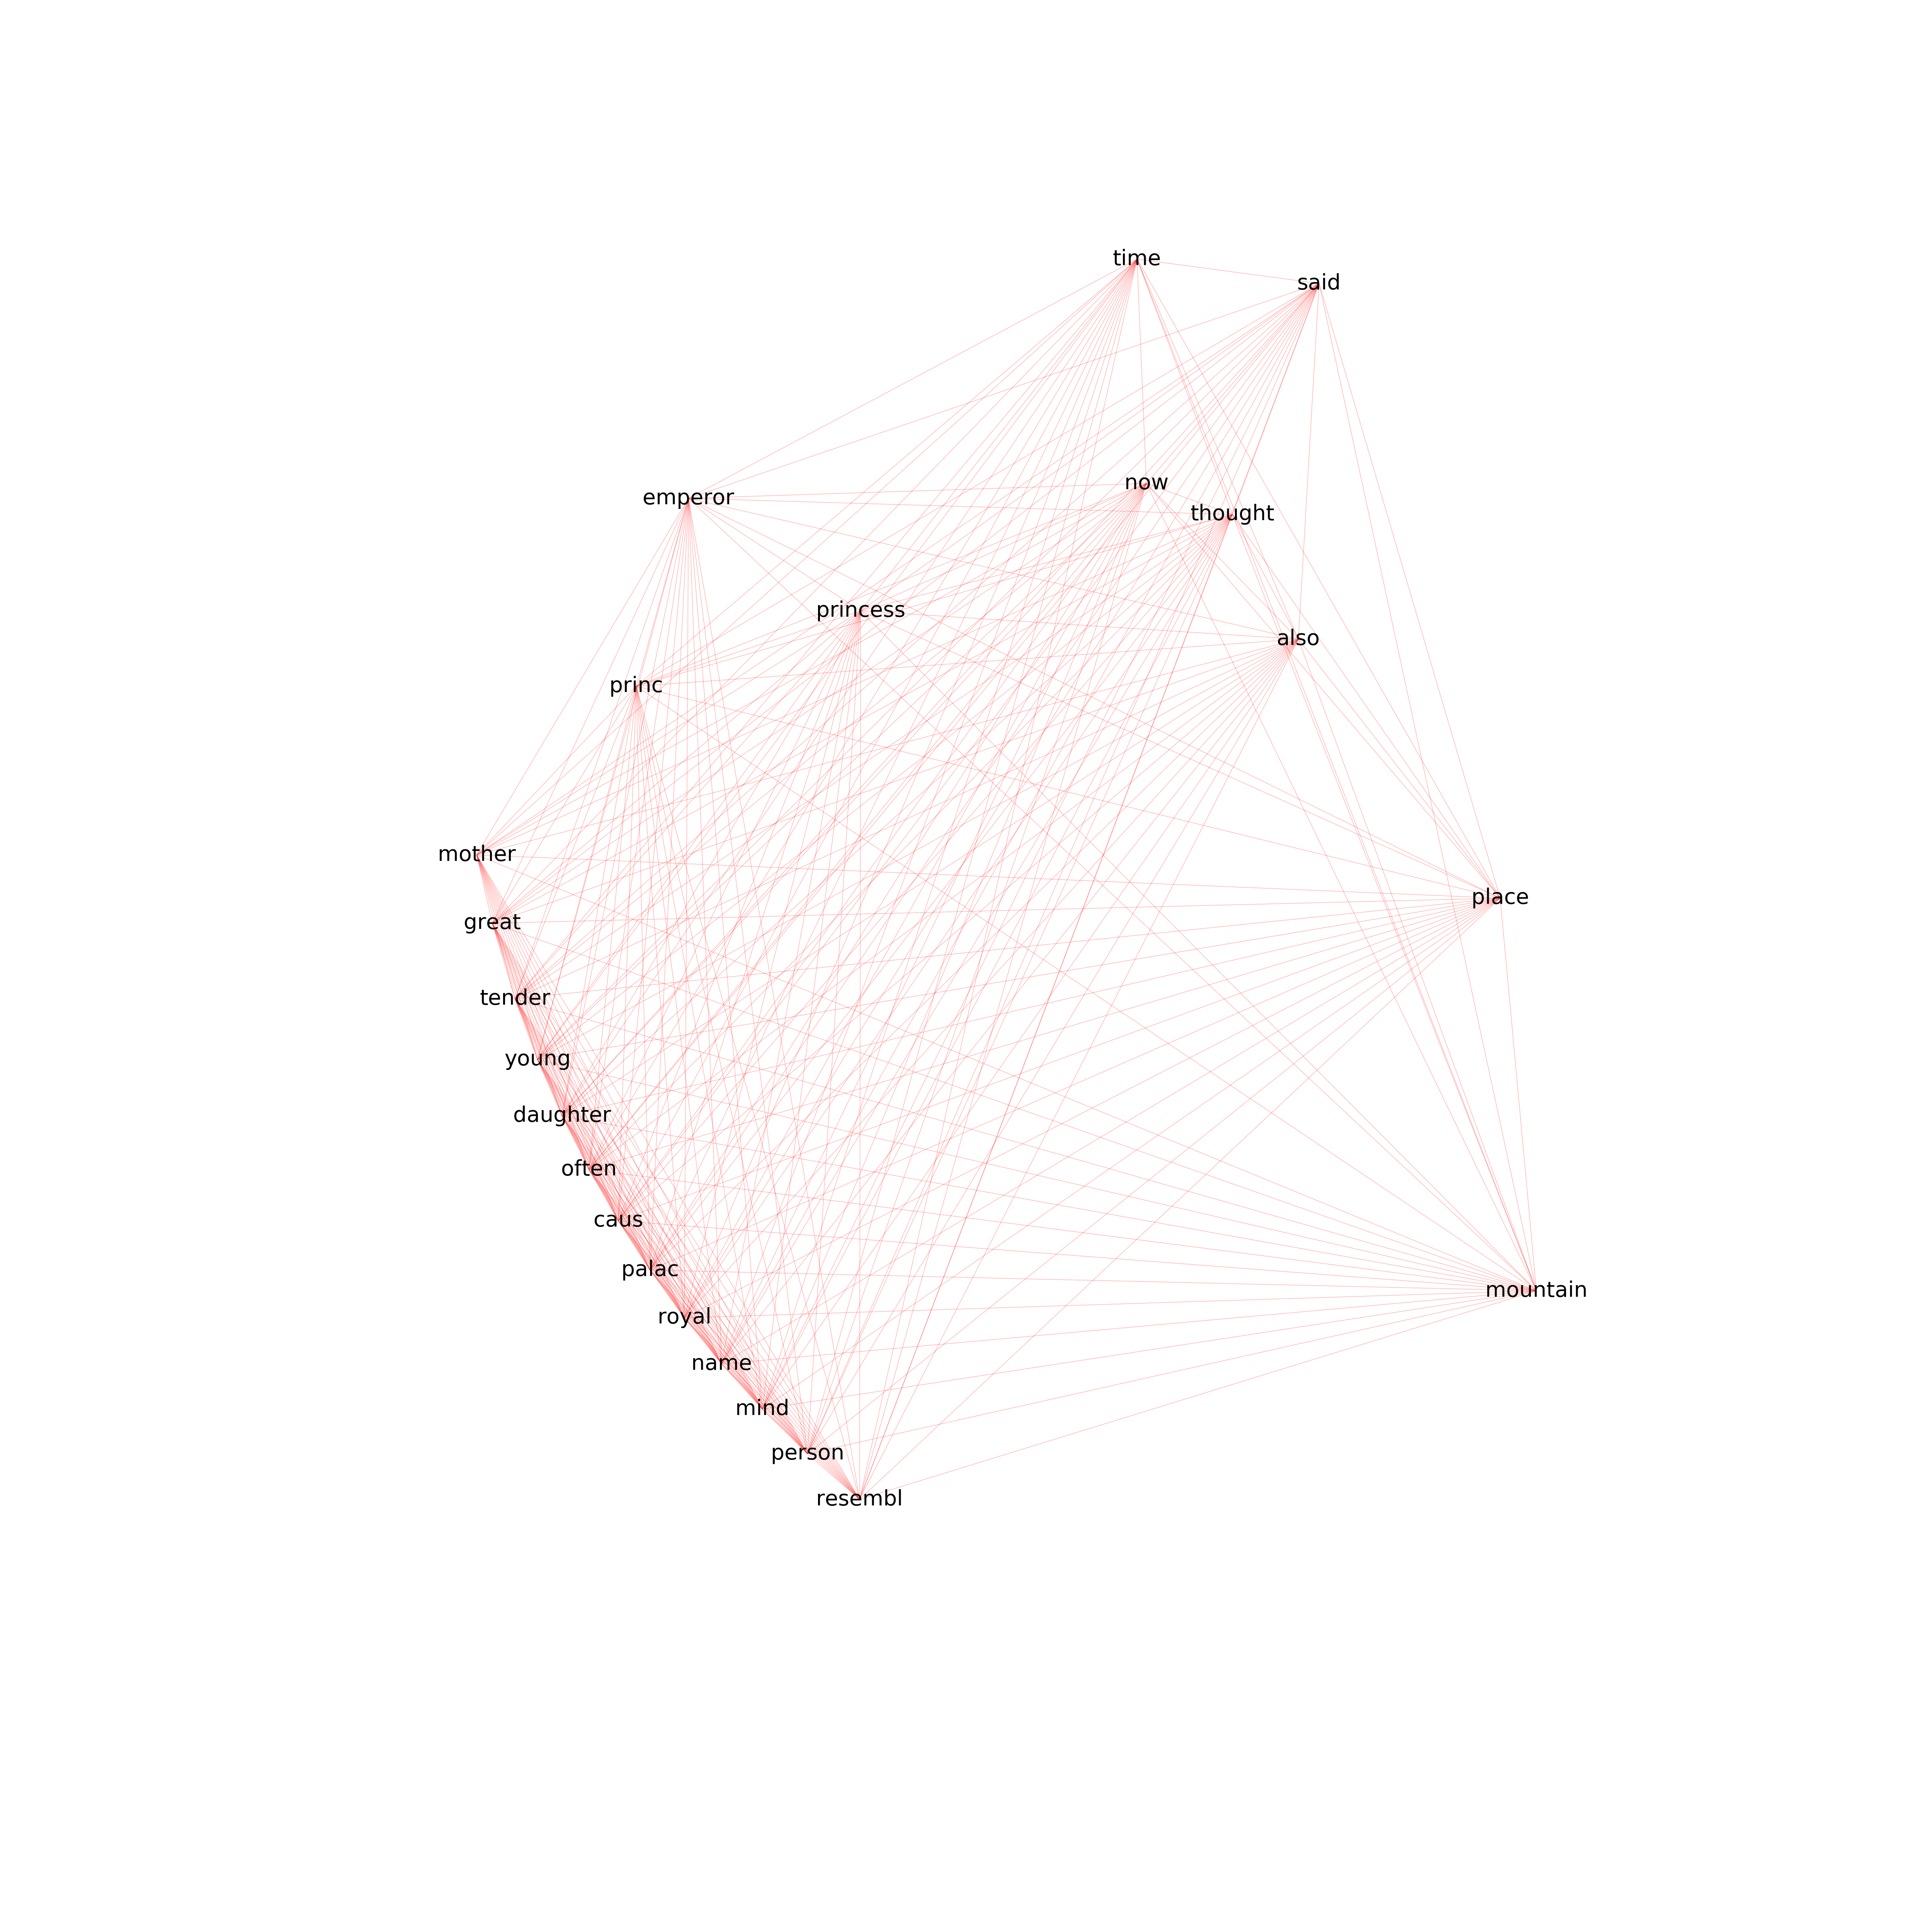 time
said
now
emperor
thought
princess
also
princ
mother
place
great
tender
young
daughter
often
caus
palac
mountain
royal
name
mind
person
resembl